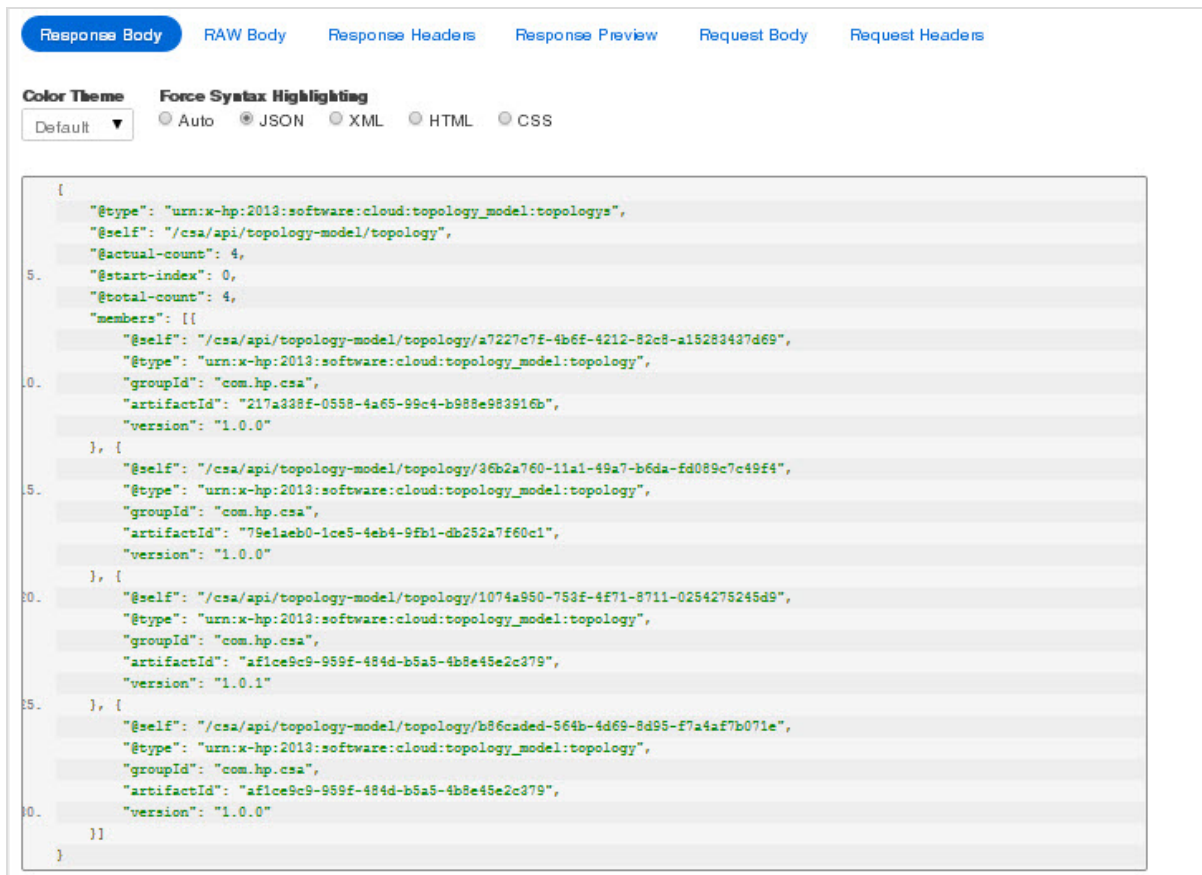 Response Body RAW Body Response Headers Response Preview Request Body Request Headers
Color Theme Force Syntax Highlighting
Default ▼ Auto JSON XML HTML CSS
{
"@type": "urn:x-hp:2013:software:cloud:topology_model:topologys",
"@self": "/csa/api/topology-model/topology",
"@actual-count": 4,
5. "@start-index": 0,
"@total-count": 4,
"members": [{
"@self": "/csa/api/topology-model/topology/a7227c7f-4b6f-4212-82c8-a15283437d69",
"@type": "urn:x-hp:2013:software:cloud:topology_model:topology",
10. "groupId": "com.hp.csa",
"artifactId": "217a338f-0558-4a65-99c4-b988e983916b",
"version": "1.0.0"
}, {
"@self": "/csa/api/topology-model/topology/36b2a760-11a1-49a7-b6da-fd089c7c49f4",
15. "@type": "urn:x-hp:2013:software:cloud:topology_model:topology",
"groupId": "com.hp.csa",
"artifactId": "79e1aeb0-1ce5-4eb4-9fb1-db252a7f60c1",
"version": "1.0.0"
}, {
20. "@self": "/csa/api/topology-model/topology/1074a950-753f-4f71-8711-0254275245d9",
"@type": "urn:x-hp:2013:software:cloud:topology_model:topology",
"groupId": "com.hp.csa",
"artifactId": "af1ce9c9-959f-484d-b5a5-4b8e45e2c379",
"version": "1.0.1"
25. }, {
"@self": "/csa/api/topology-model/topology/b86caded-564b-4d69-8d95-f7a4af7b071e",
"@type": "urn:x-hp:2013:software:cloud:topology_model:topology",
"groupId": "com.hp.csa",
"artifactId": "af1ce9c9-959f-484d-b5a5-4b8e45e2c379",
30. "version": "1.0.0"
}]
}